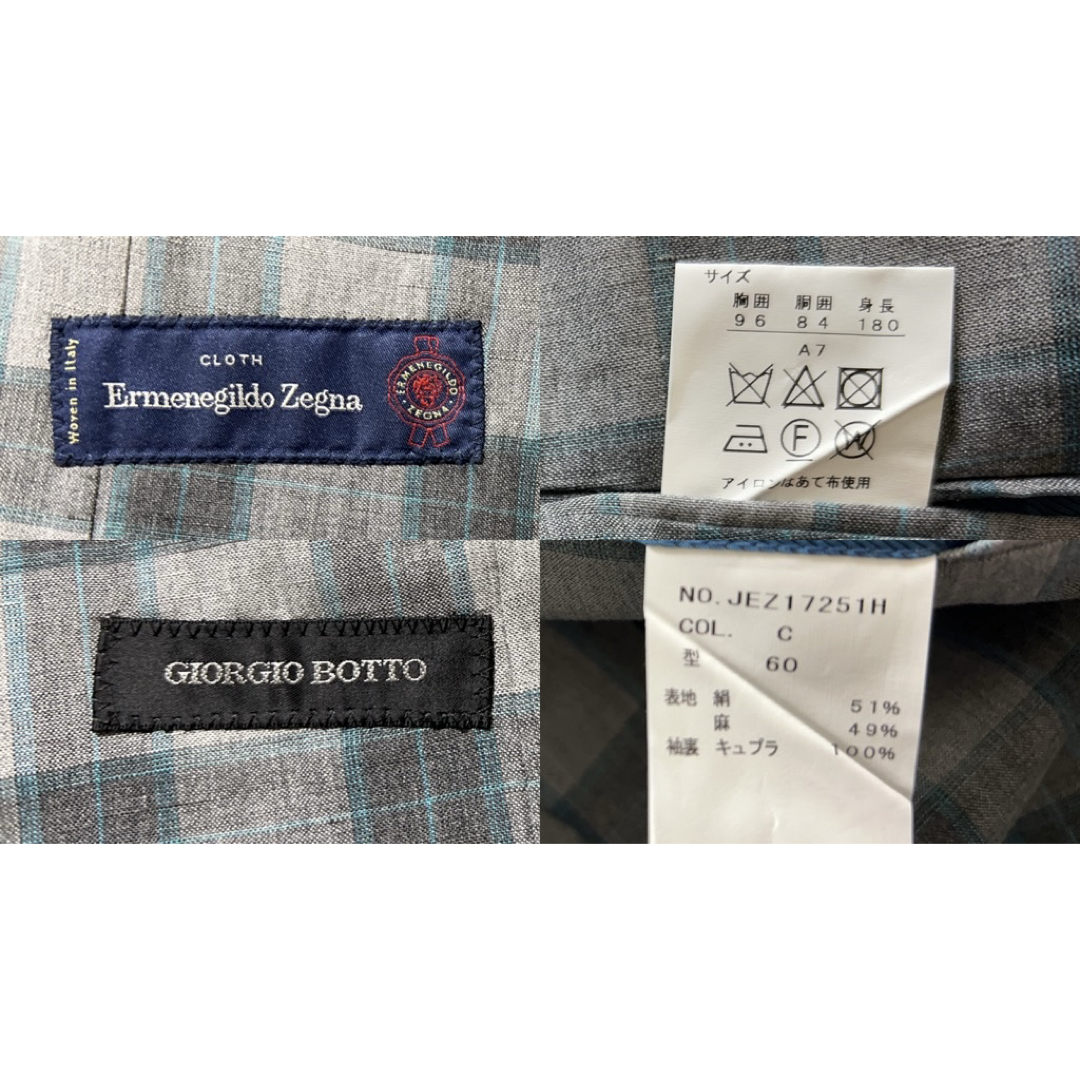 Woven in Italy
CLOTH
Ermenegildo Zegna
ERMENEGILDO
ZEGNA
サイズ
胸囲 胴囲 身長
96 84 180
A7
F
W
アイロンはあて布使用
GIORGIO BOTTO
NO. JEZ17251H
COL. C
型 60
表地 絹 51%
麻 49%
袖裏 キュプラ 100%